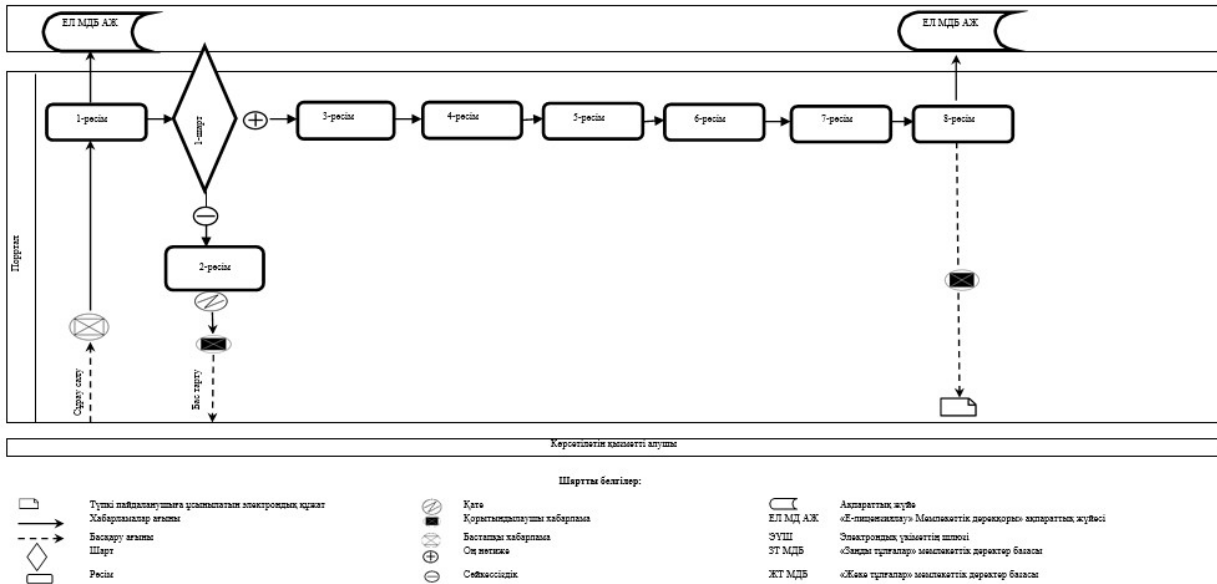 ЕЛ МДБ АЖ
ЕЛ МДБ АЖ
1-рәсім
1-шарт
3-рәсім
4-рәсім
5-рәсім
6-рәсім
7-рәсім
8-рәсім
2-рәсім
Порртал
Сұрау салу
Бас тарту
Көрсетілетін қызметті алушы
Шартты белгілер:
Түпкі пайдаланушыға ұсынылатын электрондық құжат
Хабарламалар ағыны
Басқару ағыны
Шарт
Рәсім
Қате
Қорытындылаушы хабарлама
Бастапқы хабарлама
Оң нәтиже
Сәйкессіздік
Ақпараттық жүйе
ЕЛ МД АЖ «Е-лицензиялау» Мемлекеттік дерекқоры» ақпараттық жүйесі
ЭҮШ Электрондық үкіметтің шлюзі
ЗТ МДБ «Заңды тұлғалар» мемлекеттік деректер базасы
ЖТ МДБ «Жеке тұлғалар» мемлекеттік деректер базасы